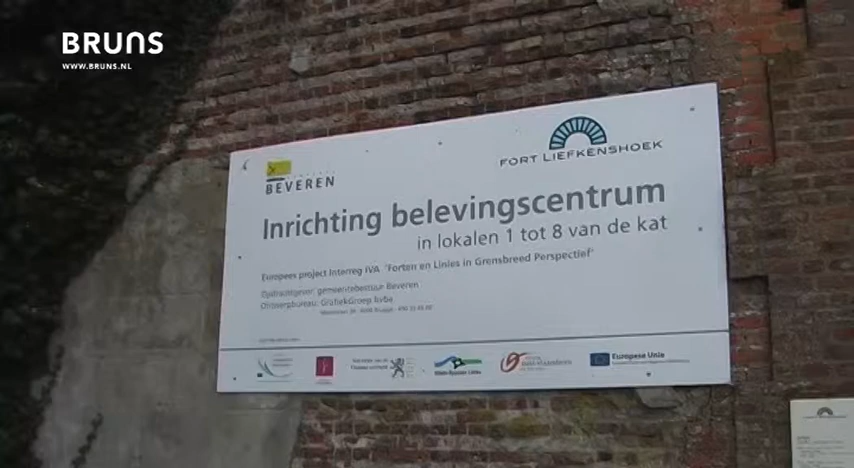 BRUNS
WWW.BRUNS.NL
BEVEREN
FORT LIEFKENSHOEK
Inrichting belevingscentrum
in lokalen 1 tot 8 van de kat
Europees project Interreg IVA 'Forten en Linies in Grensbreed Perspectief'
Opdrachtgever: gemeentebestuur Beveren
Ontwerpbureau: GrafiekGroep bvba
Europese Unie